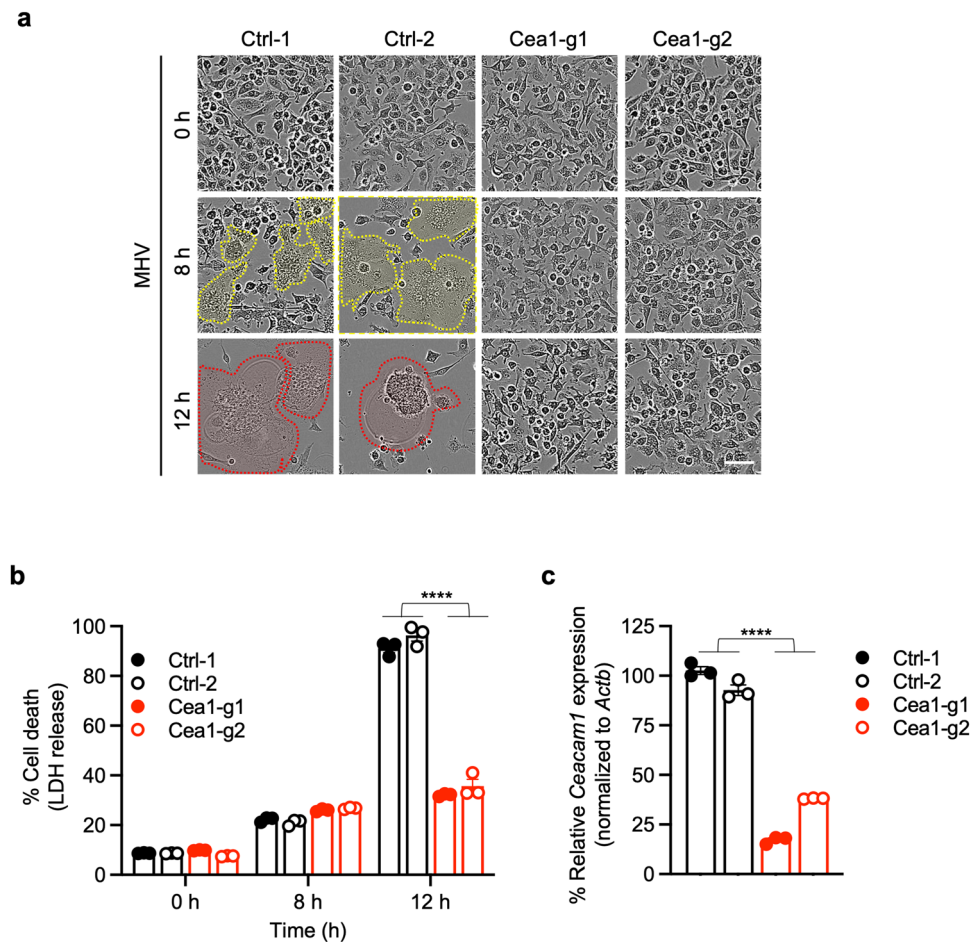 a
Ctrl-1 Ctrl-2 Cea1-g1 Cea1-g2
MHV
0 h
8 h
12 h
b
% Cell death
(LDH release)
100
80
60
40
20
0
****
Ctrl-1
Ctrl-2
Cea1-g1
Cea1-g2
0 h 8 h 12 h
Time (h)
c
% Relative Ceacam1 expression
(normalized to Actb)
125
100
75
50
25
0
****
Ctrl-1
Ctrl-2
Cea1-g1
Cea1-g2